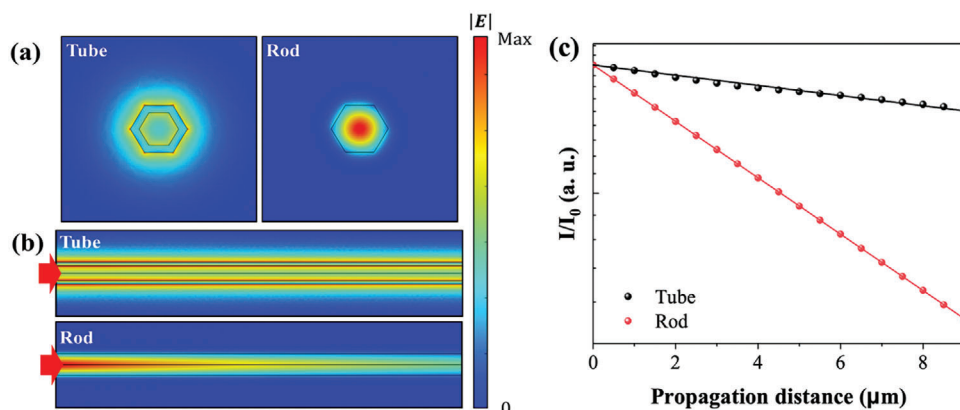 (a)
Tube
Rod
|E|
Max
0
(b)
Tube
Rod
(c)
I/I₀ (a. u.)
Tube
Rod
0 2 4 6 8
Propagation distance (μm)